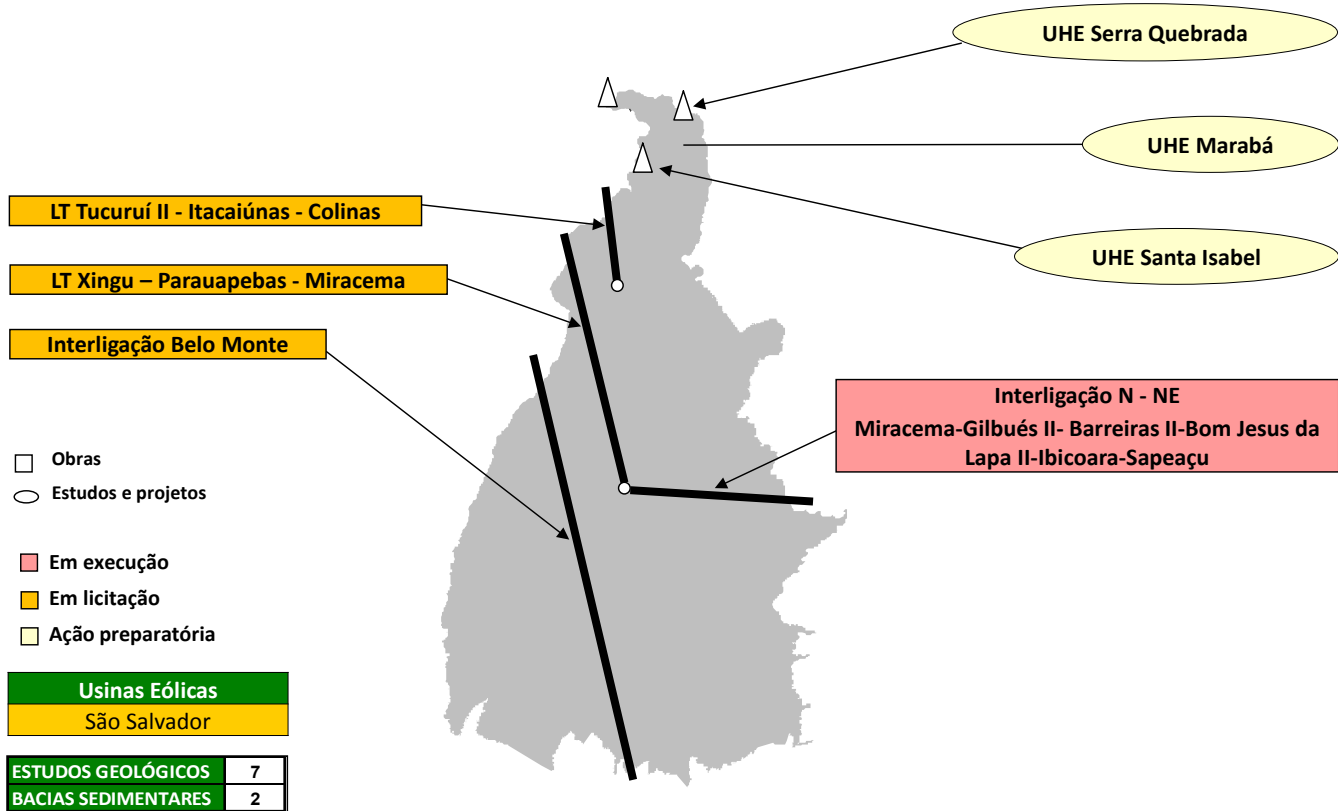 UHE Serra Quebrada
UHE Marabá
UHE Santa Isabel
LT Tucuruí II - Itacaiúnas - Colinas
LT Xingu – Parauapebas - Miracema
Interligação Belo Monte
Interligação N - NE
Miracema-Gilbués II- Barreiras II-Bom Jesus da
Lapa II-Ibicoara-Sapeaçu
Obras
Estudos e projetos
Em execução
Em licitação
Ação preparatória
Usinas Eólicas
São Salvador
ESTUDOS GEOLÓGICOS 7
BACIAS SEDIMENTARES 2